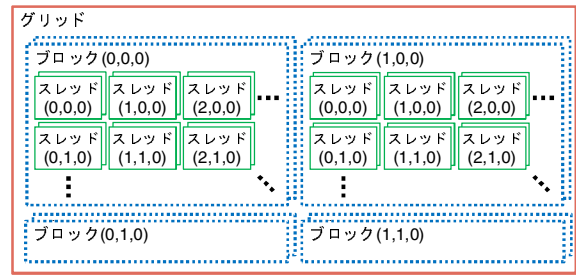 グリッド
ブロック(0,0,0)
スレッド
(0,0,0)
スレッド
(1,0,0)
スレッド
(2,0,0)
スレッド
(0,1,0)
スレッド
(1,1,0)
スレッド
(2,1,0)
ブロック(1,0,0)
スレッド
(0,0,0)
スレッド
(1,0,0)
スレッド
(2,0,0)
スレッド
(0,1,0)
スレッド
(1,1,0)
スレッド
(2,1,0)
ブロック(0,1,0)
ブロック(1,1,0)